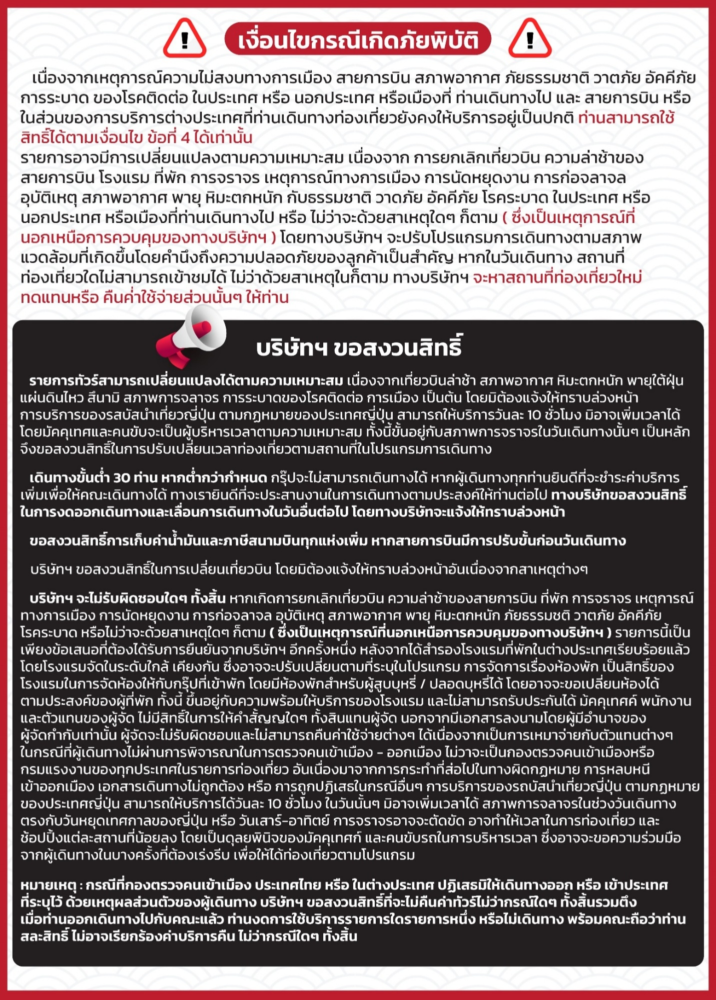 เงื่อนไขกรณีเกิดภัยพิบัติ
เนื่องจากเหตุการณ์ความไม่สงบทางการเมือง สายการบิน สภาพอากาศ ภัยธรรมชาติ วาตภัย อัคคีภัย
การระบาด ของโรคติดต่อ ในประเทศ หรือ นอกประเทศ หรือเมืองที่ ท่านเดินทางไป และ สายการบิน หรือ
ในส่วนของการบริการต่างประเทศที่ท่านเดินทางท่องเที่ยวยังคงให้บริการอยู่เป็นปกติ ท่านสามารถใช้
สิทธิ์ได้ตามเงื่อนไข ข้อที่ 4 ได้เท่านั้น
รายการอาจมีการเปลี่ยนแปลงตามความเหมาะสม เนื่องจาก การยกเลิกเที่ยวบิน ความล่าช้าของ
สายการบิน โรงแรม ที่พัก การจราจร เหตุการณ์ทางการเมือง การนัดหยุดงาน การก่อจลาจล
อุบัติเหตุ สภาพอากาศ พายุ หิมะตกหนัก กับธรรมชาติ วาดภัย อัคคีภัย โรคระบาด ในประเทศ หรือ
นอกประเทศ หรือเมืองที่ท่านเดินทางไป หรือ ไม่ว่าจะด้วยสาเหตุใดๆ ก็ตาม ( ซึ่งเป็นเหตุการณ์ที่
นอกเหนือการควบคุมของทางบริษัทฯ ) โดยทางบริษัทฯ จะปรับโปรแกรมการเดินทางตามสภาพ
แวดล้อมที่เกิดขึ้นโดยคำนึงถึงความปลอดภัยของลูกค้าเป็นสำคัญ หากในวันเดินทาง สถานที่
ท่องเที่ยวใดไม่สามารถเข้าชมได้ ไม่ว่าด้วยสาเหตุในก็ตาม ทางบริษัทฯ จะหาสถานที่ท่องเที่ยวใหม่
ทดแทนหรือ คืนค่ำใช้จ่ายส่วนนั้นๆ ให้ท่าน
บริษัทฯ ขอสงวนสิทธิ์
รายการทัวร์สามารถเปลี่ยนแปลงได้ตามความเหมาะสม เนื่องจากเที่ยวบินล่าช้า สภาพอากาศ หิมะตกหนัก พายุใต้ฝุ่น
แผ่นดินไหว สึนามิ สภาพการจลาจร การระบาดของโรคติดต่อ การเมือง เป็นต้น โดยมิต้องแจ้งให้ทราบล่วงหน้า
การบริการของรสบัสนำเที่ยวญี่ปุ่น ตามกฏหมายของประเทศญี่ปุ่น สามารถให้บริการวันละ 10 ชั่วโมง มิอาจเพิ่มเวลาได้
โดยมัคคุเทศและคนขับจะเป็นผู้บริหารเวลาตามความเหมาะสม ทั้งนี้ขั้นอยู่กับสภาพการจราจรในวันเดินทางนั้นๆ เป็นหลัก
จึงขอสงวนสิทธิ์ในการปรับเปลี่ยนเวลาท่องเที่ยวตามสถานที่ในโปรแกรมการเดินทาง
เดินทางขั้นต่ำ 30 ท่าน หากต่ำกว่ากำหนด กรุ๊ปจะไม่สามารถเดินทางได้ หากผู้เดินทางทุกท่านยินดีที่จะชำระค่าบริการ
เพิ่มเพื่อให้คณะเดินทางได้ ทางเรายินดีที่จะประสานงานในการเดินทางตามประสงค์ให้ท่านต่อไป ทางบริษัทขอสงวนสิทธิ์
ในการงดออกเดินทางและเลื่อนการเดินทางในวันอื่นต่อไป โดยทางบริษัทจะแจ้งให้ทราบล่วงหน้า
ขอสงวนสิทธิ์การเก็บค่าน้ำมันและภาษีสนามบินทุกแห่งเพิ่ม หากสายการบินมีการปรับขั้นก่อนวันเดินทาง
บริษัทฯ ขอสงวนสิทธิ์ในการเปลี่ยนเที่ยวบิน โดยมิต้องแจ้งให้ทราบล่วงหน้าอันเนื่องจากสาเหตุต่างๆ
บริษัทฯ จะไม่รับผิดชอบใดๆ ทั้งสิ้น หากเกิดการยกเลิกเที่ยวบิน ความล่าช้าของสายการบิน ที่พัก การจราจร เหตุการณ์
ทางการเมือง การนัดหยุดงาน การก่อจลาจล อุบัติเหตุ สภาพอากาศ พายุ หิมะตกหนัก ภัยธรรมชติ วาตภัย อัคคีภัย
โรคระบาด หรือไม่ว่าจะด้วยสาเหตุใดๆ ก็ตาม ( ซึ่งเป็นเหตุการณ์ที่นอกเหนือการควบคุมของทางบริษัทฯ ) รายการนี้เป็น
เพียงข้อเสนอที่ต้องได้รับการยืนยันจากบริษัทฯ อีกครั้งหนึ่ง หลังจากได้สำรองโรงแรมที่พักในต่างประเทศเรียบร้อยแล้ว
โดยโรงแรมจัดในระดับใกล้ เคียงกัน ซึ่งอาจจะปรับเปลี่ยนตามที่ระบุในโปรแกรม การจัดการเรื่องห้องพัก เป็นสิทธิ์ของ
โรงแรมในการจัดห้องให้กับกรุ๊ปที่เข้าพัก โดยมีห้องพักสำหรับผู้สูบบุหรี่ / ปลอดบุหรี่ได้ โดยอาจจะขอเปลี่ยนห้องได้
ตามประสงค์ของผู้ที่พัก ทั้งนี้ ขึ้นอยู่กับความพร้อมให้บริการของโรงแรม และไม่สามารถรับประกันได้ มัคคุเทศค์ พนักงาน
และตัวแทนของผู้จัด ไม่มีสิทธิ์ในการให้คำสั้ญญใดๆ ทั้งสินแทนผู้จัด นอกจากมีเอกสารลงนามโดยผู้มีอำนาจของ
ผู้จัดกำกับเท่านั้น ผู้จัดจะไม่รับผิดชอบและไม่สามารถคืนค่าใช้จ่ายต่างๆ ได้เนื่องจากเป็นการเหมาจ่ายกับตัวแทนต่างๆ
ในกรณีที่ผู้เดินทางไม่ผ่านการพิจารณาในการตรวจคนเข้าเมือง - ออกเมือง ไม่วาจะเป็นกองตรวจคนเข้าเมืองหรือ
กรมแรงงานของทุกประเทศในรายการท่องเที่ยว อันเนื่องมาจากการกระทำที่ส่อไปในทางผิดกฏหมาย การหลบหนี
เข้าออกเมือง เอกสารเดินทางไม่ถูกต้อง หรือ การถูกปฏิเสธในกรณีอื่นๆ การบริการของรถบัสนำเที่ยวญี่ปุ่น ตามกฏหมาย
ของประเทศญี่ปุ่น สามารถให้บริการได้วันละ 10 ชั่วโมง ในวันนั้นๆ มิอาจเพิ่มเวลาได้ สภาพการจลาจรในช่วงวันเดินทาง
ตรงกับวันหยุดเทศกาลของญี่ปุ่น หรือ วันเสาร์-อาทิตย์ การจราจรอาจจะตัดขัด อาจทำให้เวลาในการท่องเที่ยว และ
ช้อปปิ้งแต่ละสถานที่น้อยลง โดยเป็นดุลยพินิจของมัคคุเทศก์ และคนขับรถในการบริหารเวลา ซึ่งอาจจะขอความร่วมมือ
จากผู้เดินทางในบางครั้งที่ต้องเร่งรีบ เพื่อให้ได้ท่องเที่ยวตามโปรแกรม
หมายเหตุ : กรณีที่กองตรวจคนเข้าเมือง ประเทศไทย หรือ ในต่างประเทศ ปฏิเสธมิให้เดินทางออก หรือ เข้าประเทศ
ที่ระบุไว้ ด้วยเหตุผลส่วนตัวของผู้เดินทาง บริษัทฯ ขอสงวนสิทธิ์ที่จะไม่คืนค่าทัวร์ไม่ว่ากรณ์ใดๆ ทั้งสิ้นรวมตึง
เมื่อท่านออกเดินทางไปกับคณะแล้ว ท่านงดการใช้บริการรายการใดรายการหนึ่ง หรือไม่เดินทาง พร้อมคณะถือว่าท่าน
สละสิทธิ์ ไม่อาจเรียกร้องค่าบริการคืน ไม่ว่ากรณีใดๆ ทั้งสิ้น